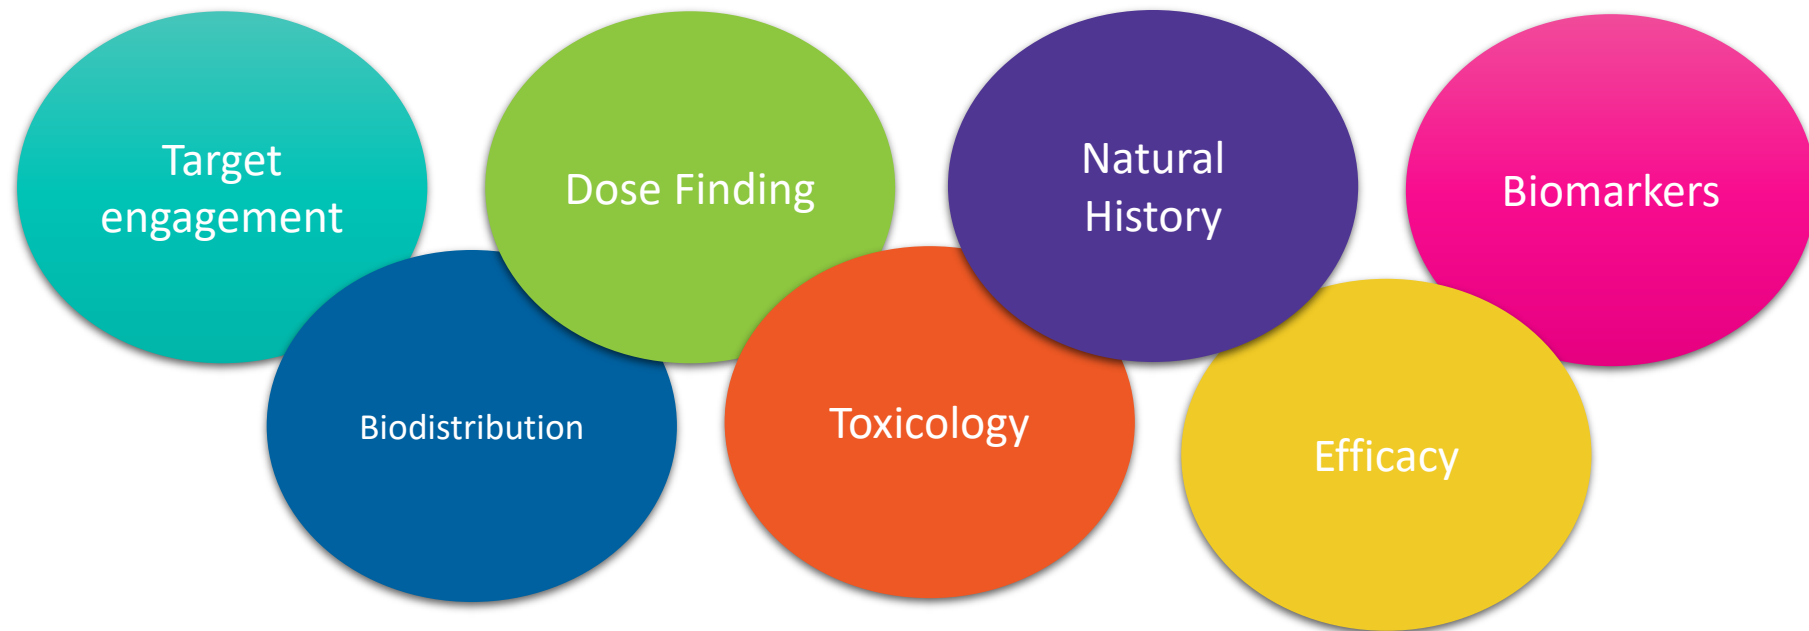 Target
engagement
Dose Finding
Natural
History
Biomarkers
Biodistribution
Toxicology
Efficacy